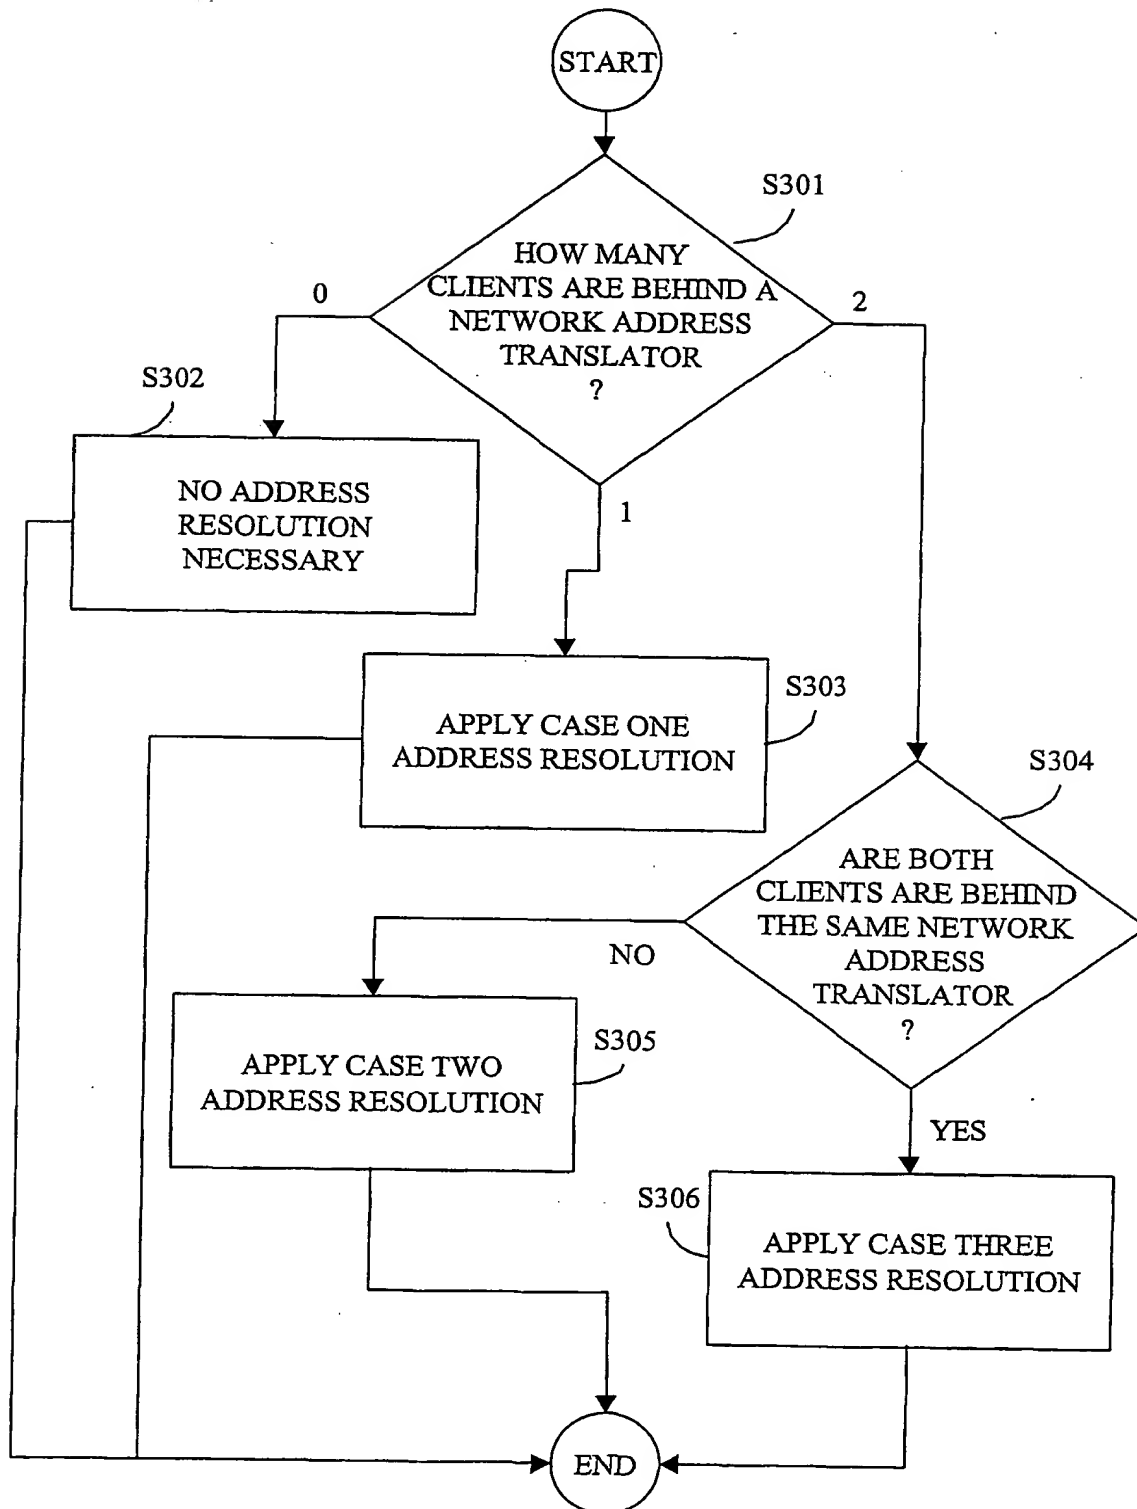 START
S301
HOW MANY
CLIENTS ARE BEHIND A
NETWORK ADDRESS
TRANSLATOR
?
0
2
1
S302
NO ADDRESS
RESOLUTION
NECESSARY
S303
APPLY CASE ONE
ADDRESS RESOLUTION
S304
ARE BOTH
CLIENTS ARE BEHIND
THE SAME NETWORK
ADDRESS
TRANSLATOR
?
NO
YES
S305
APPLY CASE TWO
ADDRESS RESOLUTION
S306
APPLY CASE THREE
ADDRESS RESOLUTION
END